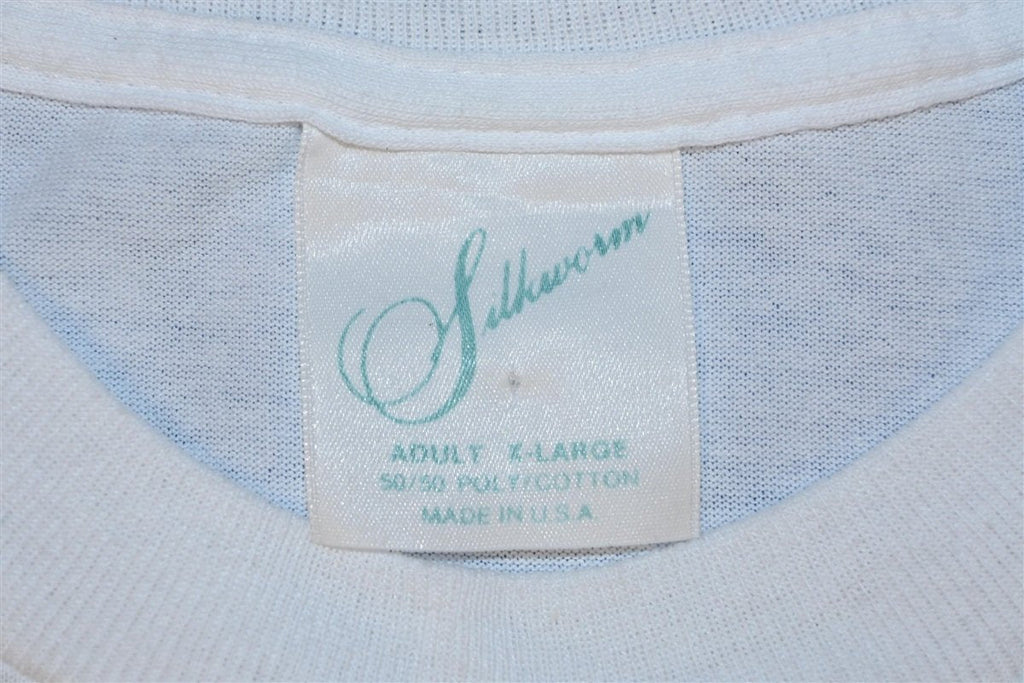 Silkworm
ADULT X-LARGE
50/50 POLY/COTTON
MADE IN U.S.A.